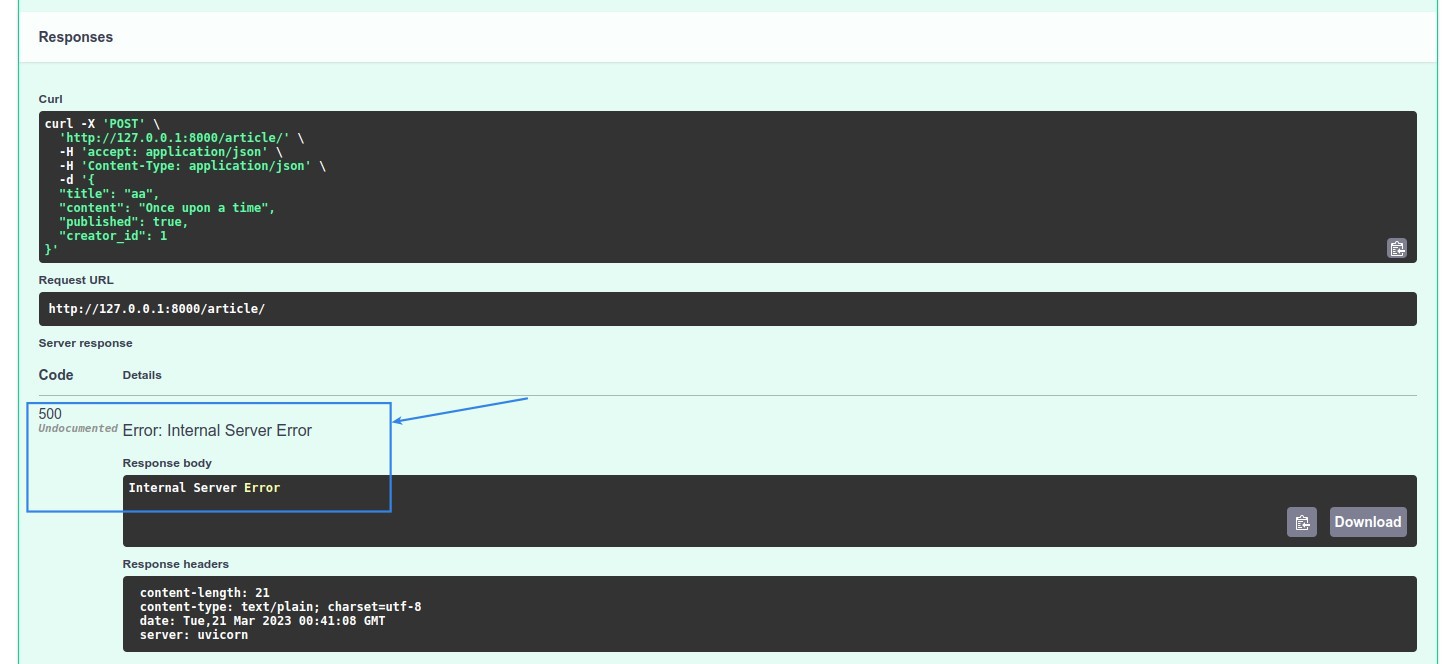 Responses
Curl
curl -X 'POST' \
  'http://127.0.0.1:8000/article/' \
  -H 'accept: application/json' \
  -H 'Content-Type: application/json' \
  -d '{
  "title": "aa",
  "content": "Once upon a time",
  "published": true,
  "creator_id": 1
}'
Request URL
http://127.0.0.1:8000/article/
Server response
Code Details
500
Undocumented Error: Internal Server Error
Response body
Internal Server Error
Download
Response headers
content-length: 21
content-type: text/plain; charset=utf-8
date: Tue,21 Mar 2023 00:41:08 GMT
server: uvicorn